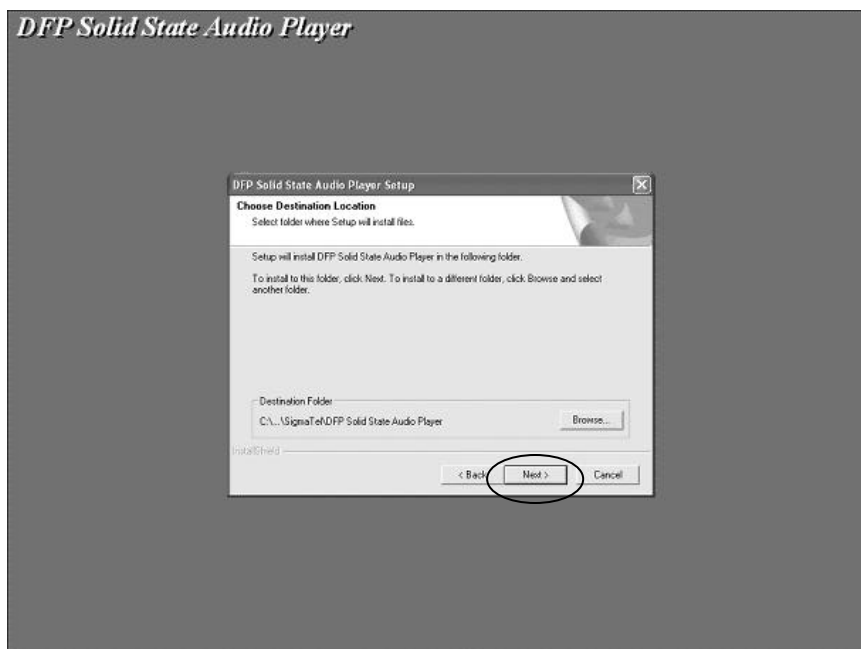 DFP Solid State Audio Player
DFP Solid State Audio Player Setup
Choose Destination Location
Select folder where Setup will install files.
Setup will install DFP Solid State Audio Player in the following folder.
To install to this folder, click Next. To install to a different folder, click Browse and select
another folder.
Destination Folder
C:\...\SigmaTel\DFP Solid State Audio Player
Browse...
InstallShield
< Back
Next >
Cancel